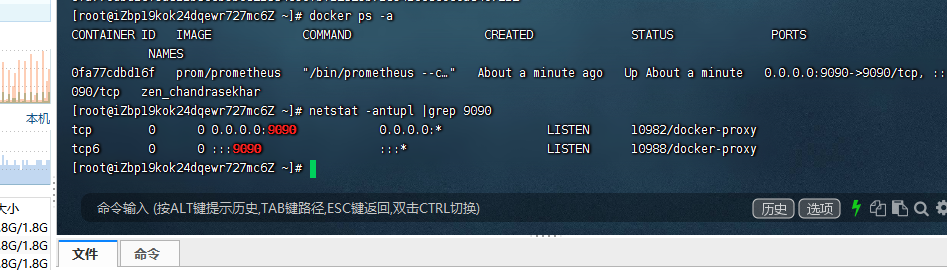 [root@iZbp19kok24dqewr727mc6Z ~]# docker ps -a
CONTAINER ID   IMAGE             COMMAND                  CREATED              STATUS              PORTS
NAMES
0fa77cdbd16f   prom/prometheus   "/bin/prometheus --c…"   About a minute ago   Up About a minute   0.0.0.0:9090->9090/tcp, ::
090/tcp   zen_chandrasekhar
[root@iZbp19kok24dqewr727mc6Z ~]# netstat -antupl |grep 9090
tcp        0      0 0.0.0.0:9090            0.0.0.0:*               LISTEN      10982/docker-proxy
tcp6       0      0 :::9090                 :::*                    LISTEN      10988/docker-proxy
[root@iZbp19kok24dqewr727mc6Z ~]#
本机
命令输入 (按ALT键提示历史,TAB键路径,ESC键返回,双击CTRL切换)
历史 选项
大小
.8G/1.8G
.8G/1.8G
.8G/1.8G
文件 命令